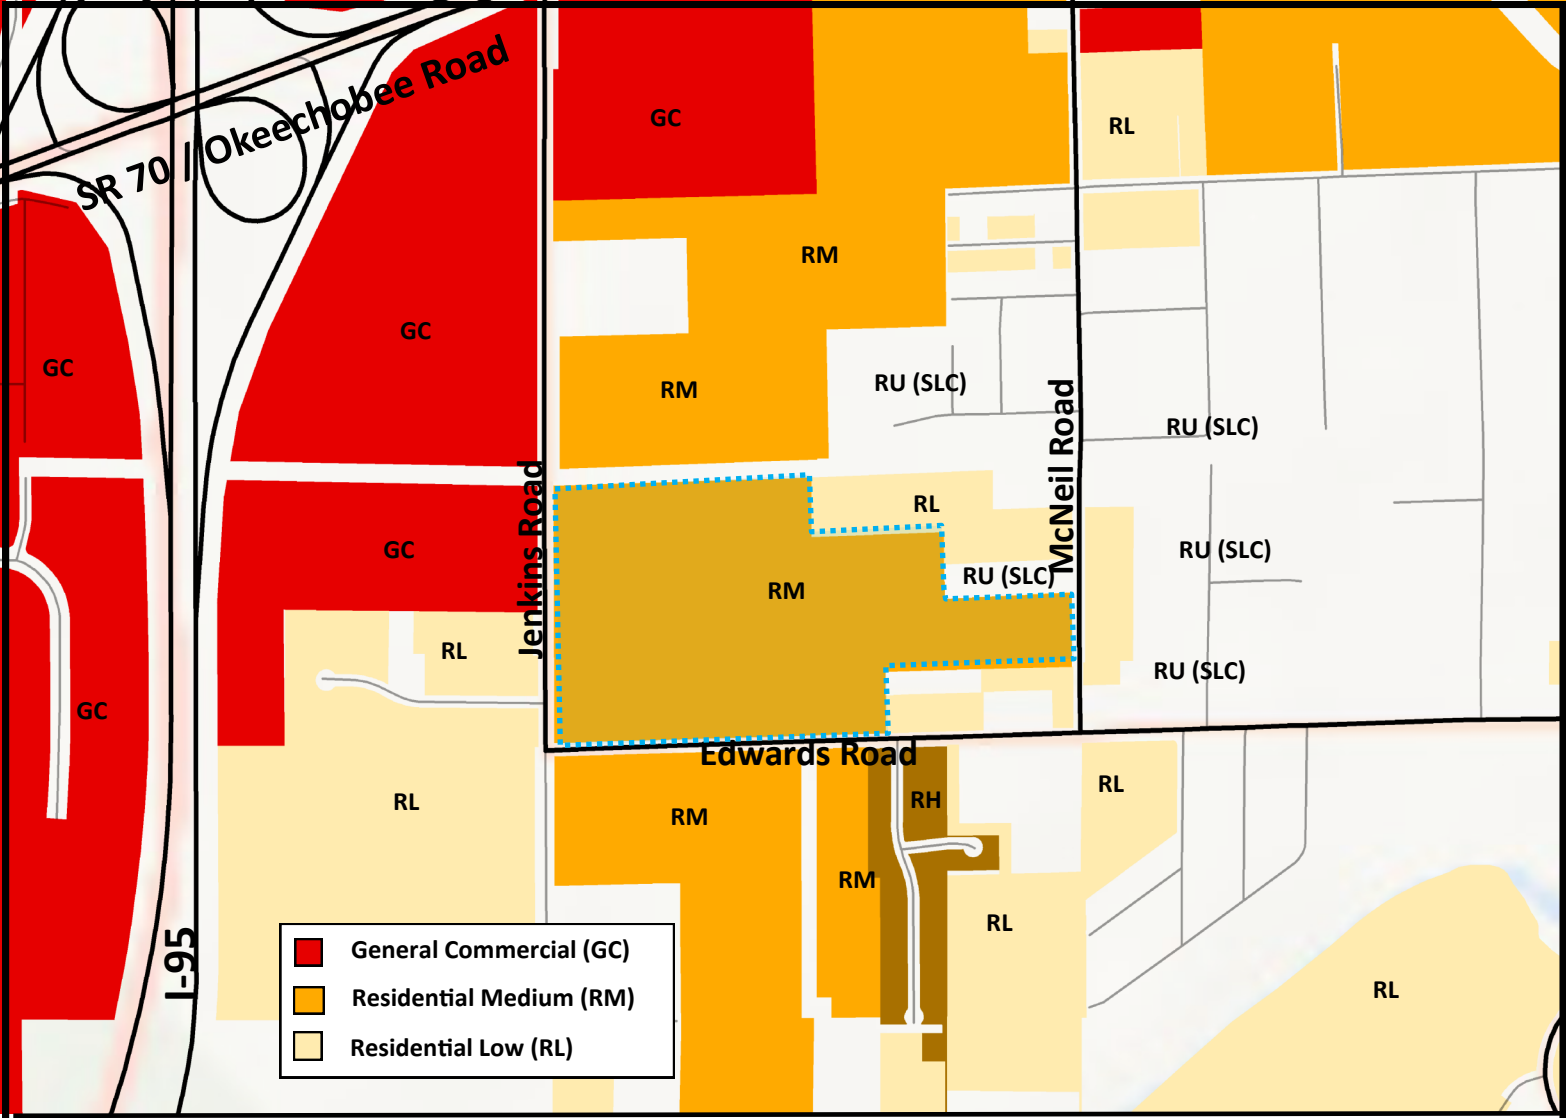 SR 70 / Okeechobee Road
GC
RL
RM
GC
GC
RM
RU (SLC)
RU (SLC)
McNeil Road
Jenkins Road
RL
GC
RU (SLC)
RU (SLC)
RM
RL
RU (SLC)
GC
Edwards Road
RL
RM
RH
RL
RM
RL
I-95
RL
General Commercial (GC)
Residential Medium (RM)
Residential Low (RL)